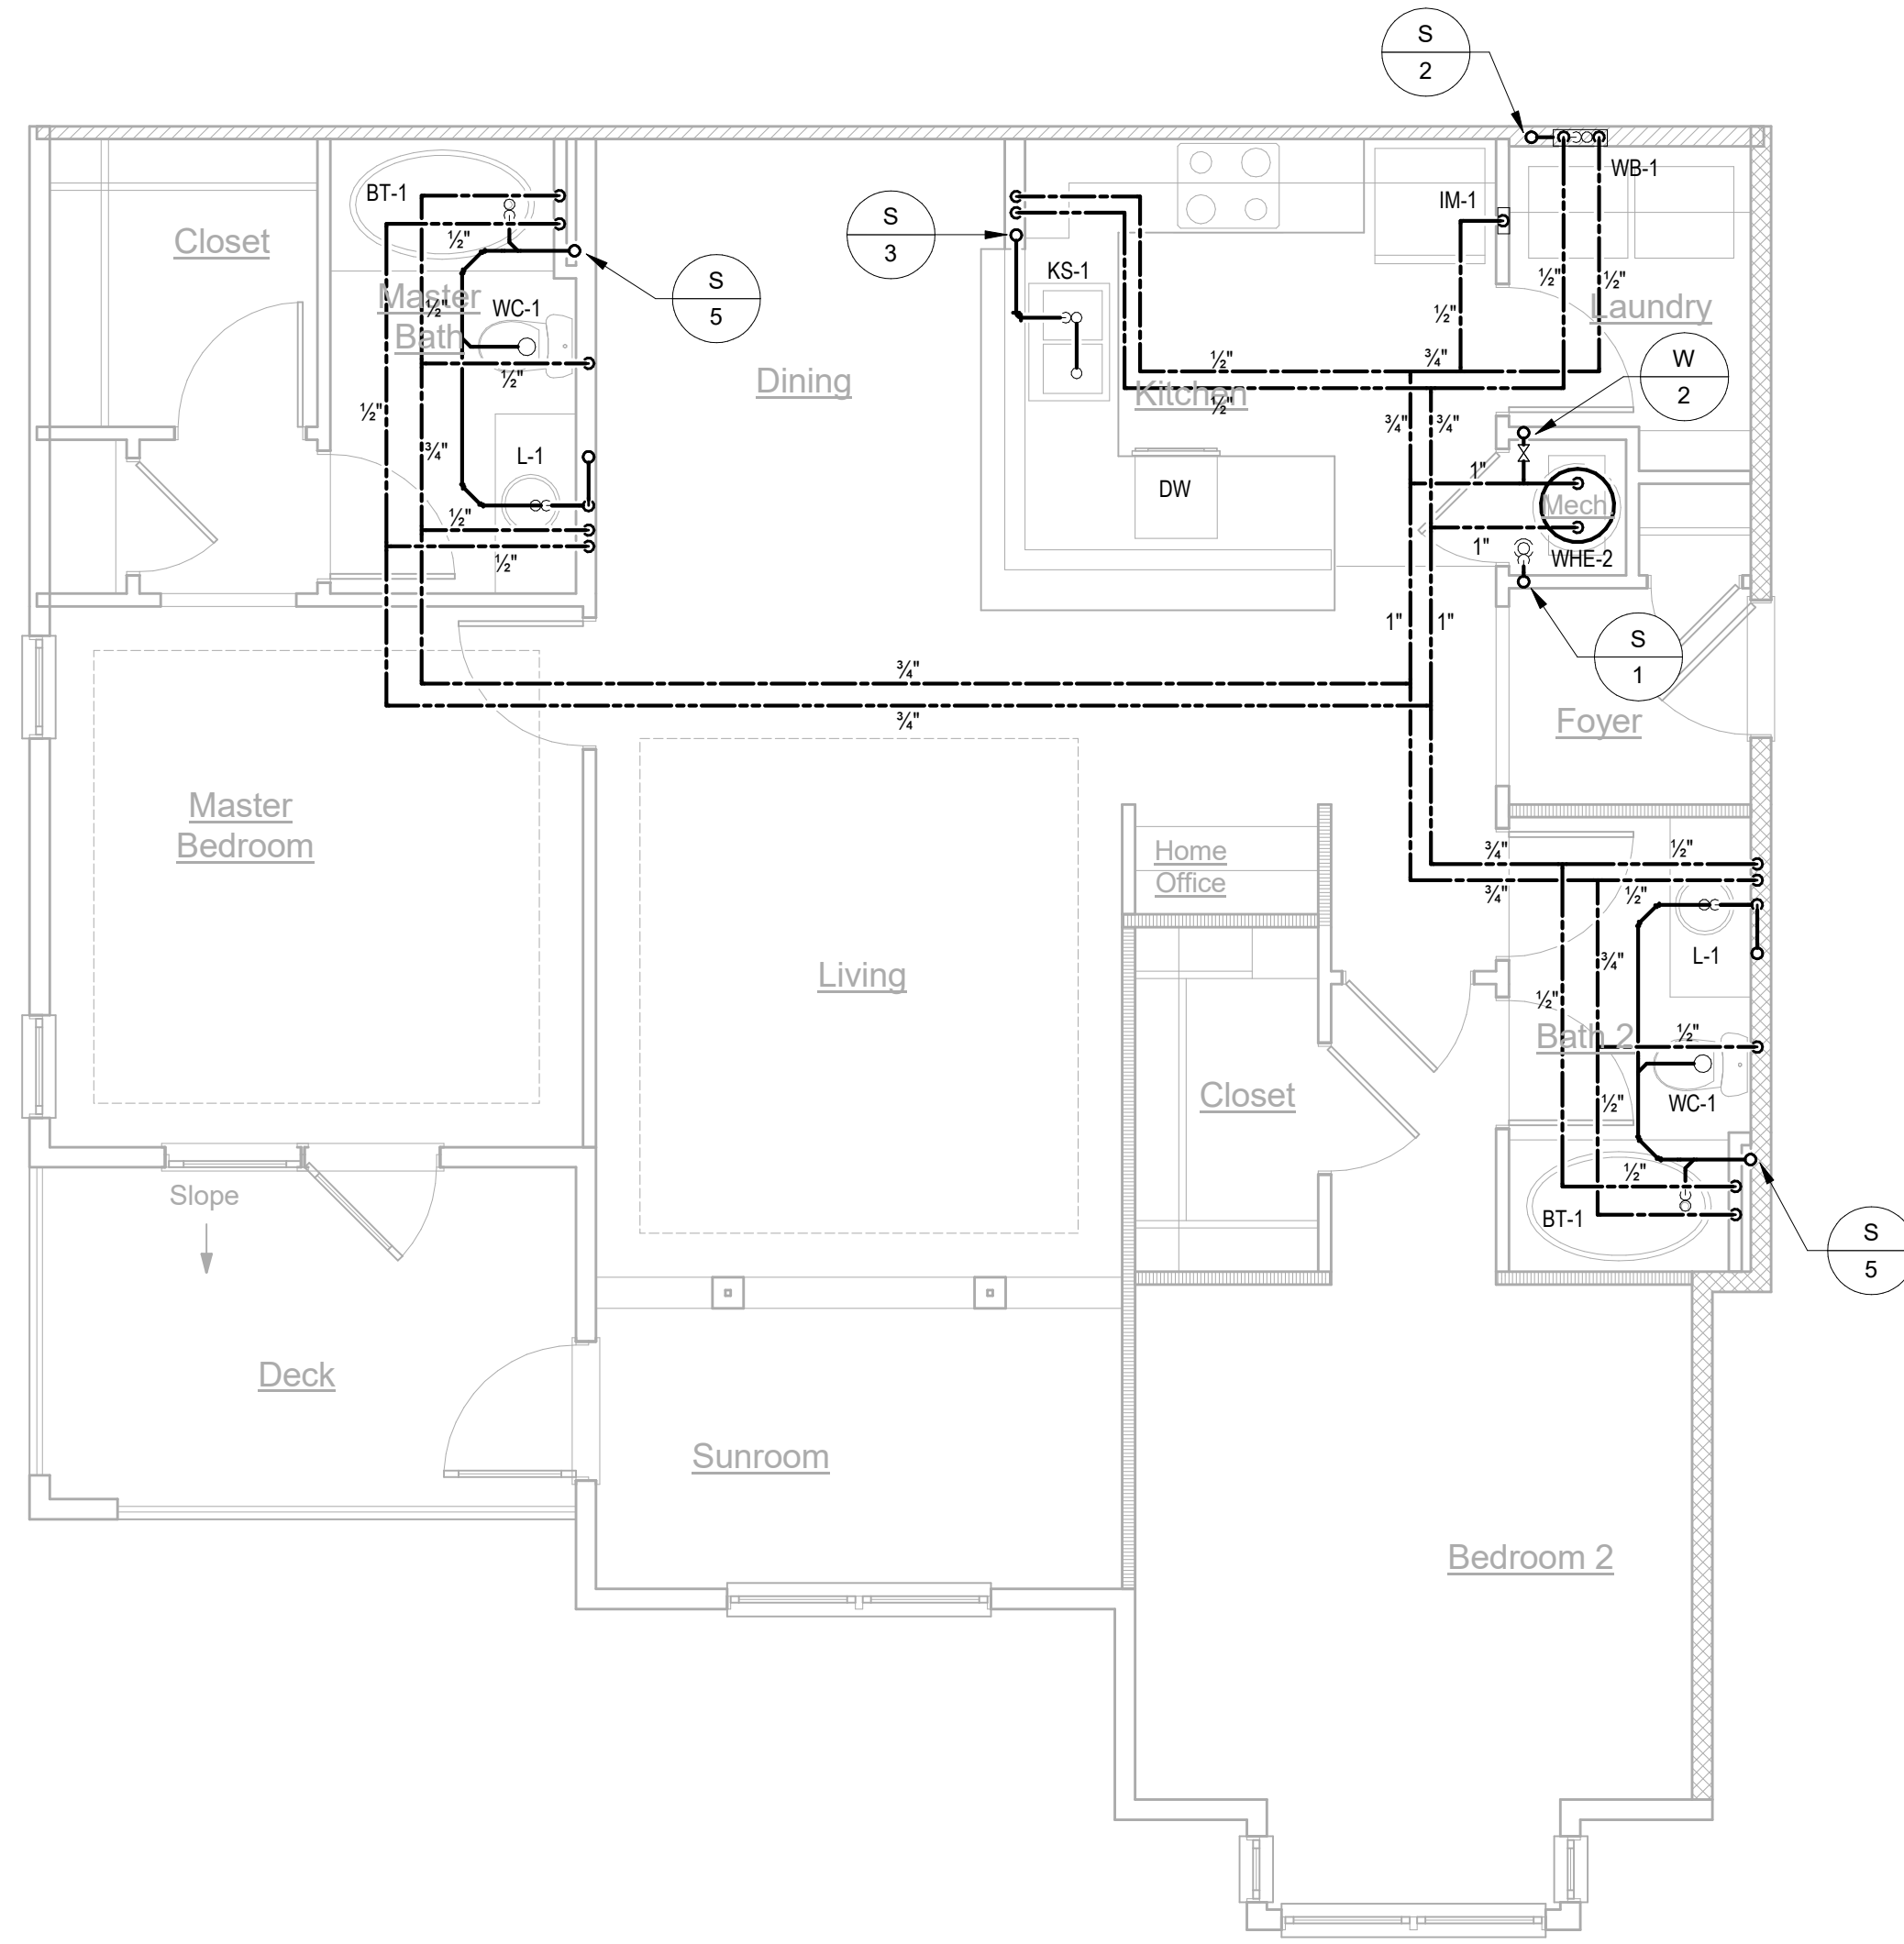 S
2
WB-1
IM-1
BT-1
S
3
Closet
½"
KS-1
S
5
½"
½"
Master
Bath
WC-1
½"
½"
Laundry
½"
¾"
W
2
½"
Dining
Kitchen
½"
½"
¾"
¾"
¾"
L-1
1"
DW
Mech.
½"
½"
1"
WHE-2
1"
1"
S
1
¾"
¾"
Foyer
Master
Bedroom
Home
Office
¾"
½"
¾"
½"
Living
¾"
L-1
½"
Bath 2
½"
Closet
½"
WC-1
Slope
½"
BT-1
S
5
Deck
Sunroom
Bedroom 2